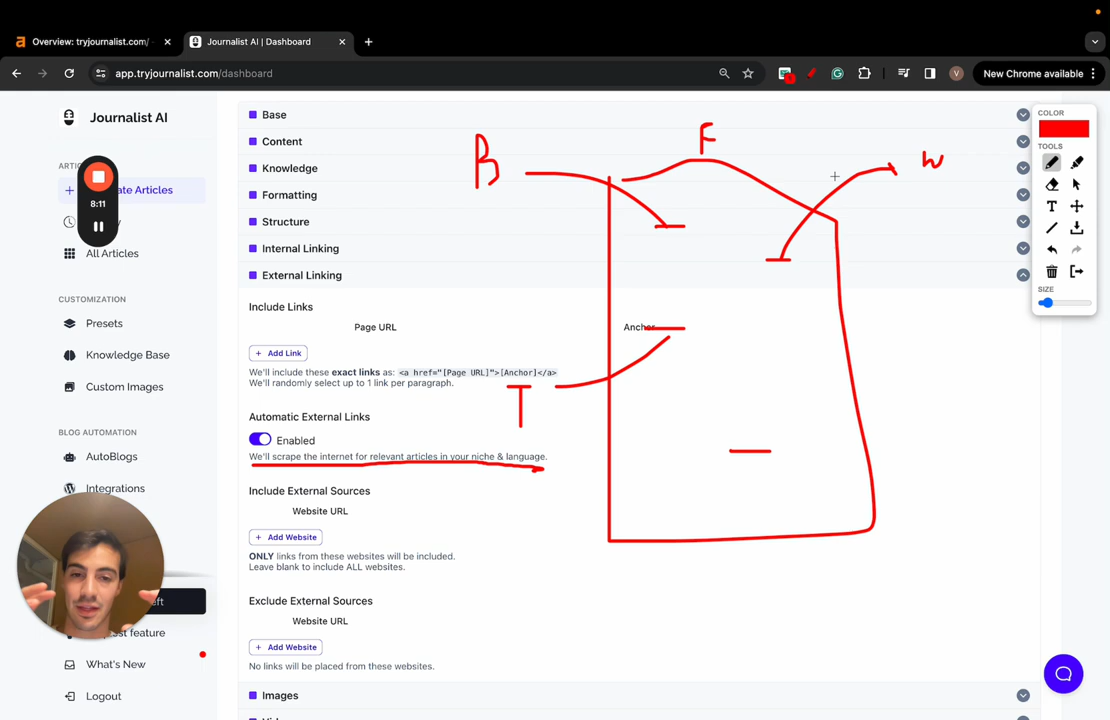 Overview: tryjournalist.com/
Journalist AI | Dashboard
app.tryjournalist.com/dashboard
V
New Chrome available
Journalist AI
ate Articles
8:11
All Articles
CUSTOMIZATION
Presets
Knowledge Base
Custom Images
BLOG AUTOMATION
AutoBlogs
Integrations
st feature
What's New
Logout
Base
Content
Knowledge
Formatting
Structure
Internal Linking
External Linking
Include Links
Page URL
Anchor
+ Add Link
We'll include these exact links as: <a href="[Page URL]">[Anchor]</a>
We'll randomly select up to 1 link per paragraph.
Automatic External Links
Enabled
We'll scrape the internet for relevant articles in your niche & language.
Include External Sources
Website URL
+ Add Website
ONLY links from these websites will be included.
Leave blank to include ALL websites.
Exclude External Sources
Website URL
+ Add Website
No links will be placed from these websites.
Images
B
F
W
T
COLOR
TOOLS
T
SIZE